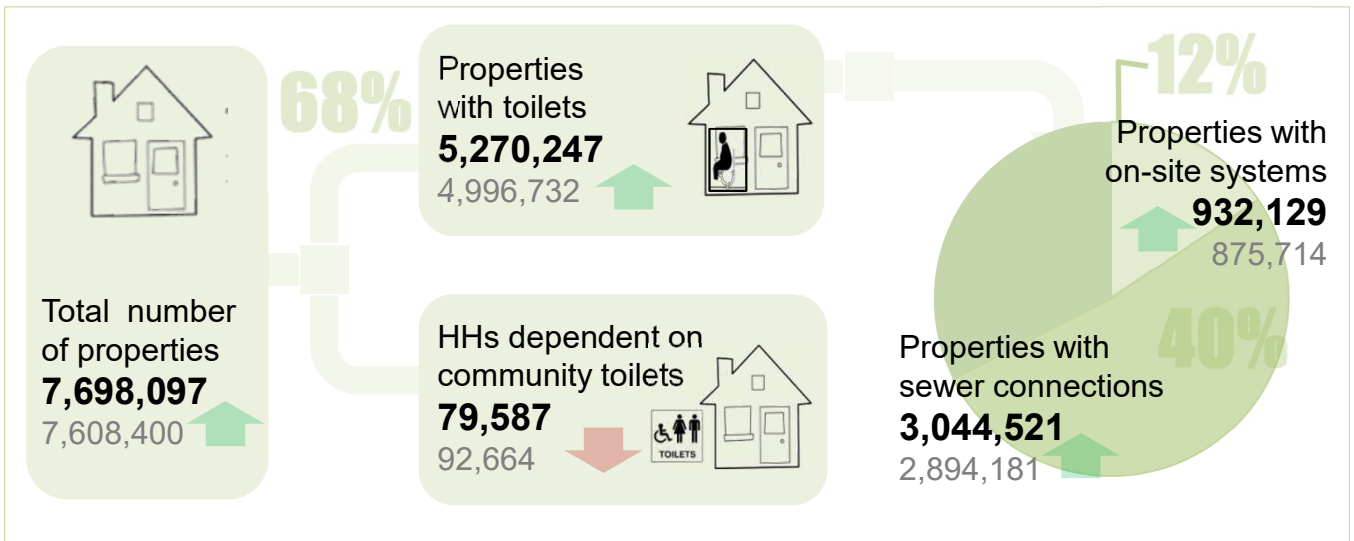 Total number
of properties
7,698,097
7,608,400
68%
Properties
with toilets
5,270,247
4,996,732
HHs dependent on
community toilets
79,587
92,664
TOILETS
12%
Properties with
on-site systems
932,129
875,714
40%
Properties with
sewer connections
3,044,521
2,894,181